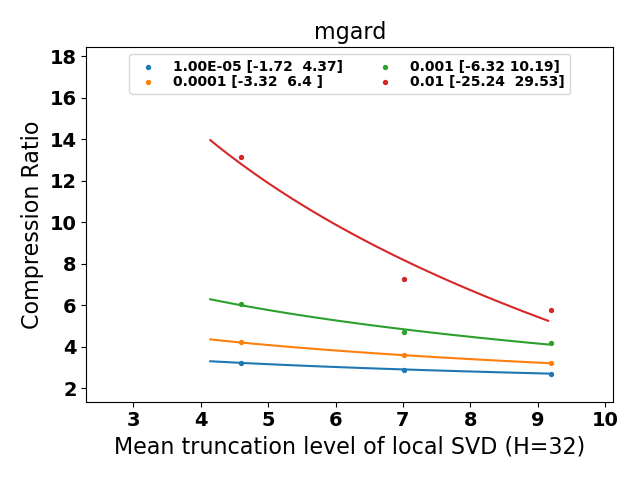 mgard
1.00E-05 [-1.72  4.37]
0.0001 [-3.32  6.4 ]
0.001 [-6.32 10.19]
0.01 [-25.24  29.53]
Compression Ratio
18
16
14
12
10
8
6
4
2
3 4 5 6 7 8 9 10
Mean truncation level of local SVD (H=32)